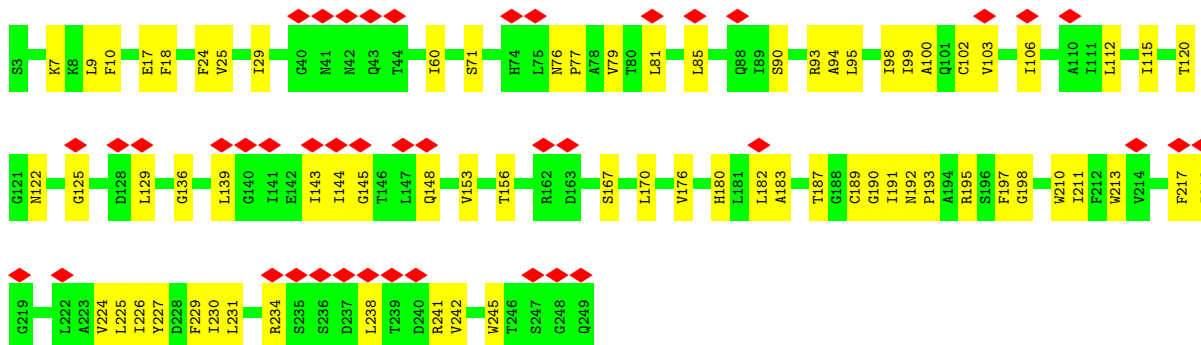 S3 K7 K8 L9 F10 E17 F18 F24 V25 I29 G40 N41 N42 Q43 T44 I60 S71 H74 L75 N76 P77 A78 V79 T80 L81 L85 Q88 I89 S90 R93 A94 L95 I98 I99 A100 Q101 C102 V103 I106 A110 I111 L112 I115 T120
G121 N122 G125 D128 L129 G136 L139 G140 I141 E142 I143 I144 G145 T146 L147 Q148 V153 T156 R162 D163 S167 L170 V176 H180 L181 L182 A183 T187 G188 C189 G190 I191 N192 P193 A194 R195 S196 F197 G198 W210 I211 F212 W213 V214 F217
G219 L222 A223 V224 L225 I226 Y227 D228 F229 I230 L231 R234 S235 S236 D237 L238 T239 D240 R241 V242 W245 T246 S247 G248 Q249